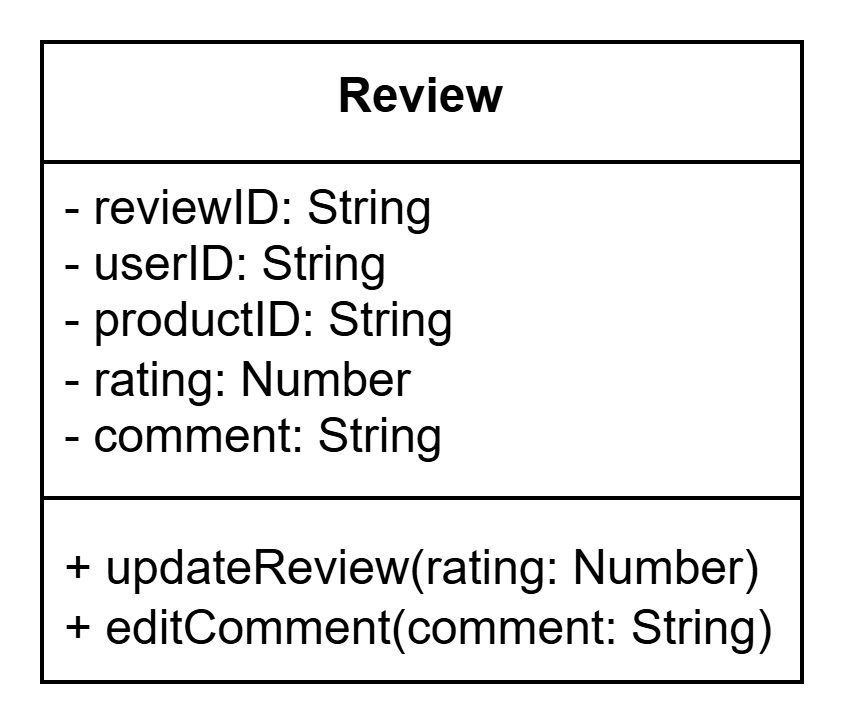 Review
- reviewID: String
- userID: String
- productID: String
- rating: Number
- comment: String
+ updateReview(rating: Number)
+ editComment(comment: String)